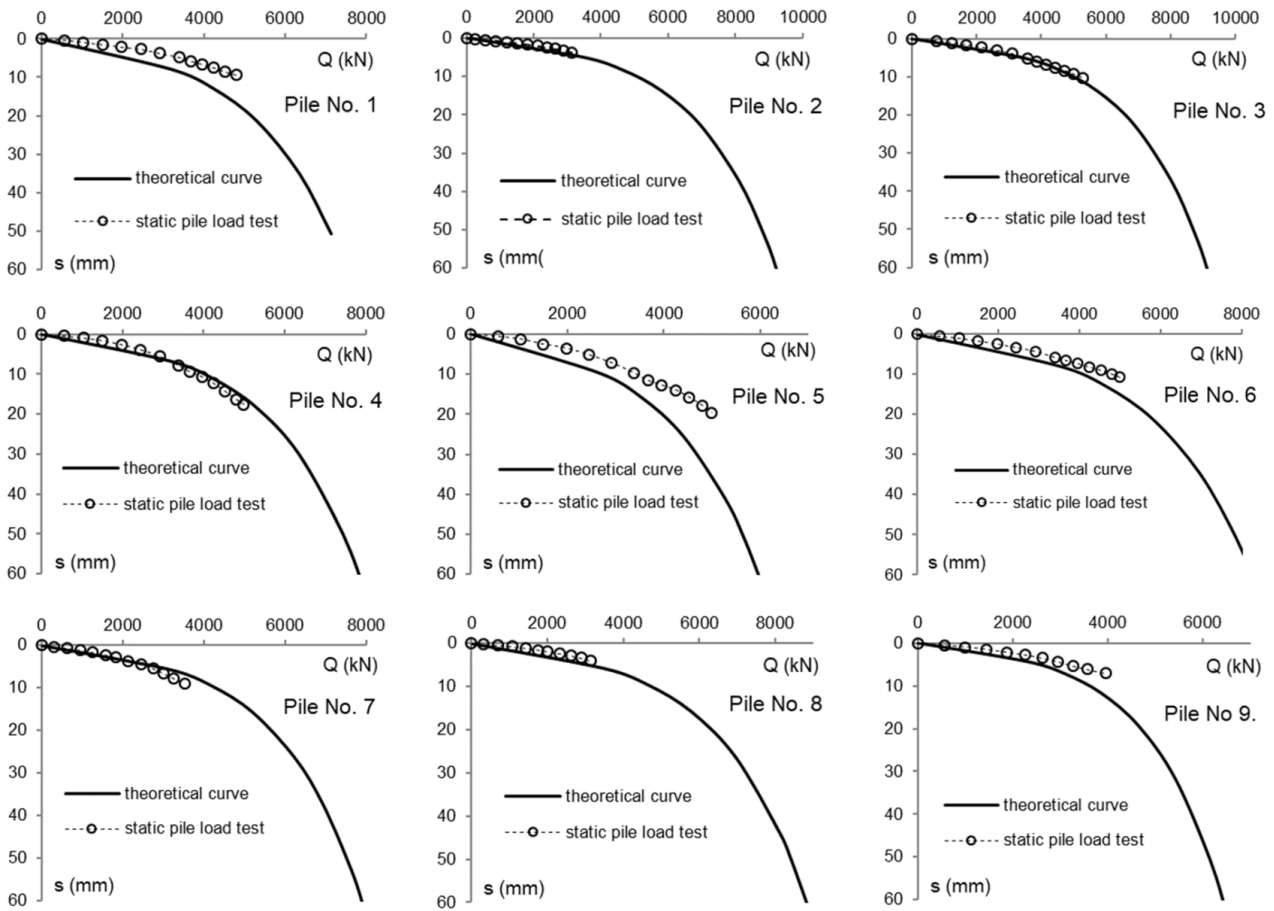 0 2000 4000 6000 8000
0
10
20
30
40
50
60
Q (kN)
Pile No. 1
theoretical curve
static pile load test
s (mm)
0 2000 4000 6000 8000 10000
0
10
20
30
40
50
60
Q (kN)
Pile No. 2
theoretical curve
static pile load test
s (mm(
0 2000 4000 6000 8000 10000
0
10
20
30
40
50
60
Q (kN)
Pile No. 3
theoretical curve
static pile load test
s (mm)
0 2000 4000 6000 8000
0
10
20
30
40
50
60
Q (kN)
Pile No. 4
theoretical curve
static pile load test
s (mm)
0 2000 4000 6000
0
10
20
30
40
50
60
Q (kN)
Pile No. 5
theoretical curve
static pile load test
s (mm)
0 2000 4000 6000 8000
0
10
20
30
40
50
60
Q (kN)
Pile No. 6
theoretical curve
static pile load test
s (mm)
0 2000 4000 6000 8000
0
10
20
30
40
50
60
Q (kN)
Pile No. 7
theoretical curve
static pile load test
s (mm)
0 2000 4000 6000 8000
0
10
20
30
40
50
60
Q (kN)
Pile No. 8
theoretical curve
static pile load test
s (mm)
0 2000 4000 6000
0
10
20
30
40
50
60
Q (kN)
Pile No 9.
theoretical curve
static pile load test
s (mm)